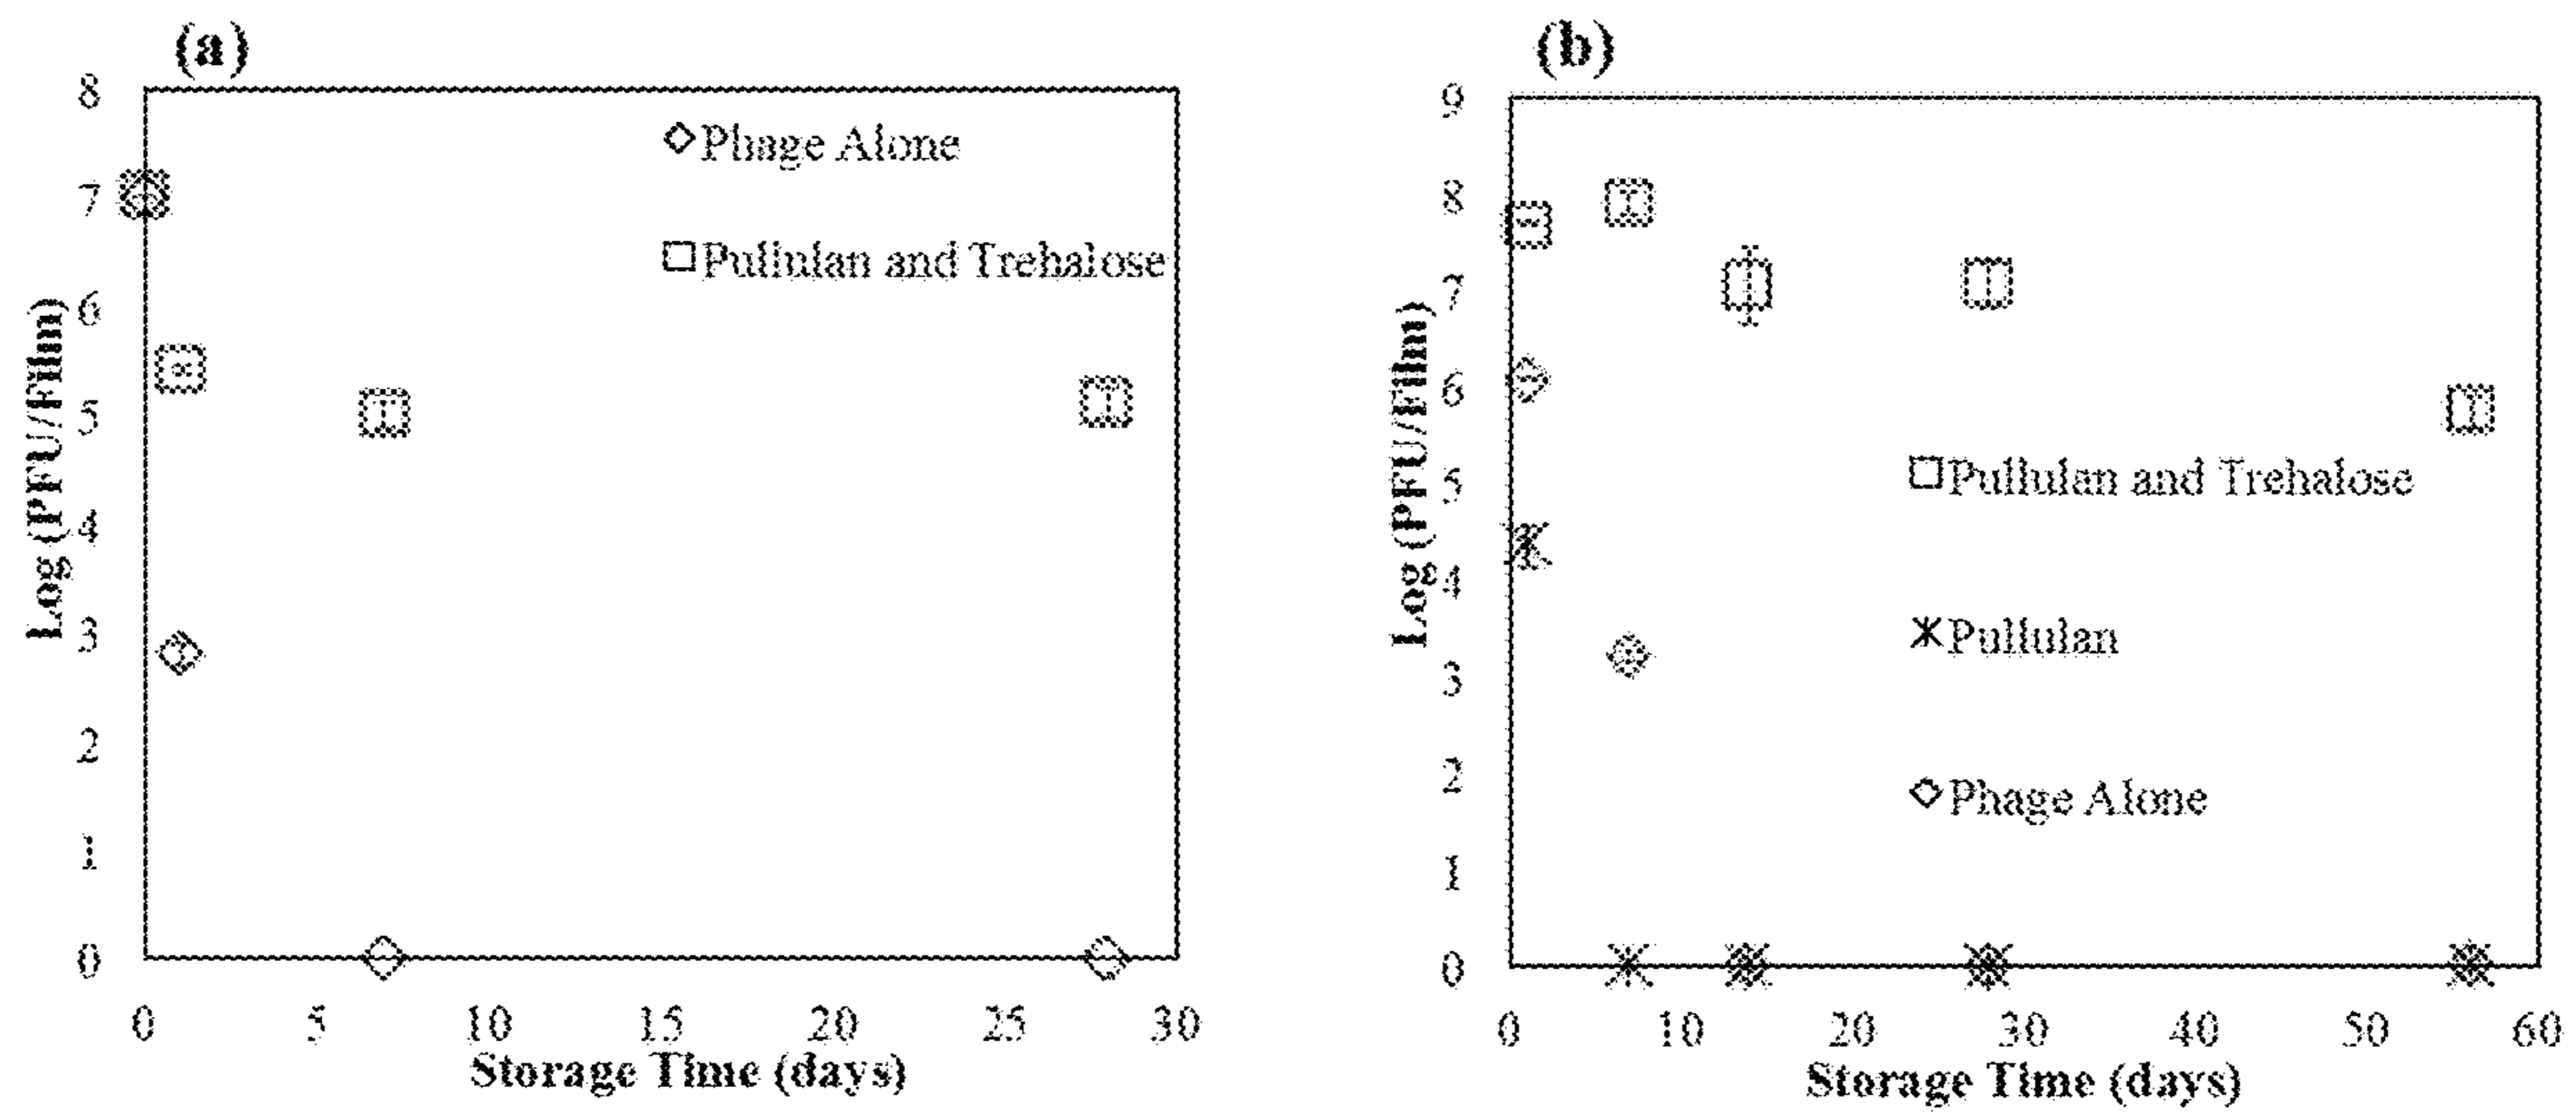 (a)
8
7
6
5
4
3
2
1
0
Log (PFU/Film)
Phage Alone
Pullulan and Trehalose
0 5 10 15 20 25 30
Storage Time (days)
(b)
9
8
7
6
5
4
3
2
1
0
Log (PFU/Film)
Pullulan and Trehalose
Pullulan
Phage Alone
0 10 20 30 40 50 60
Storage Time (days)